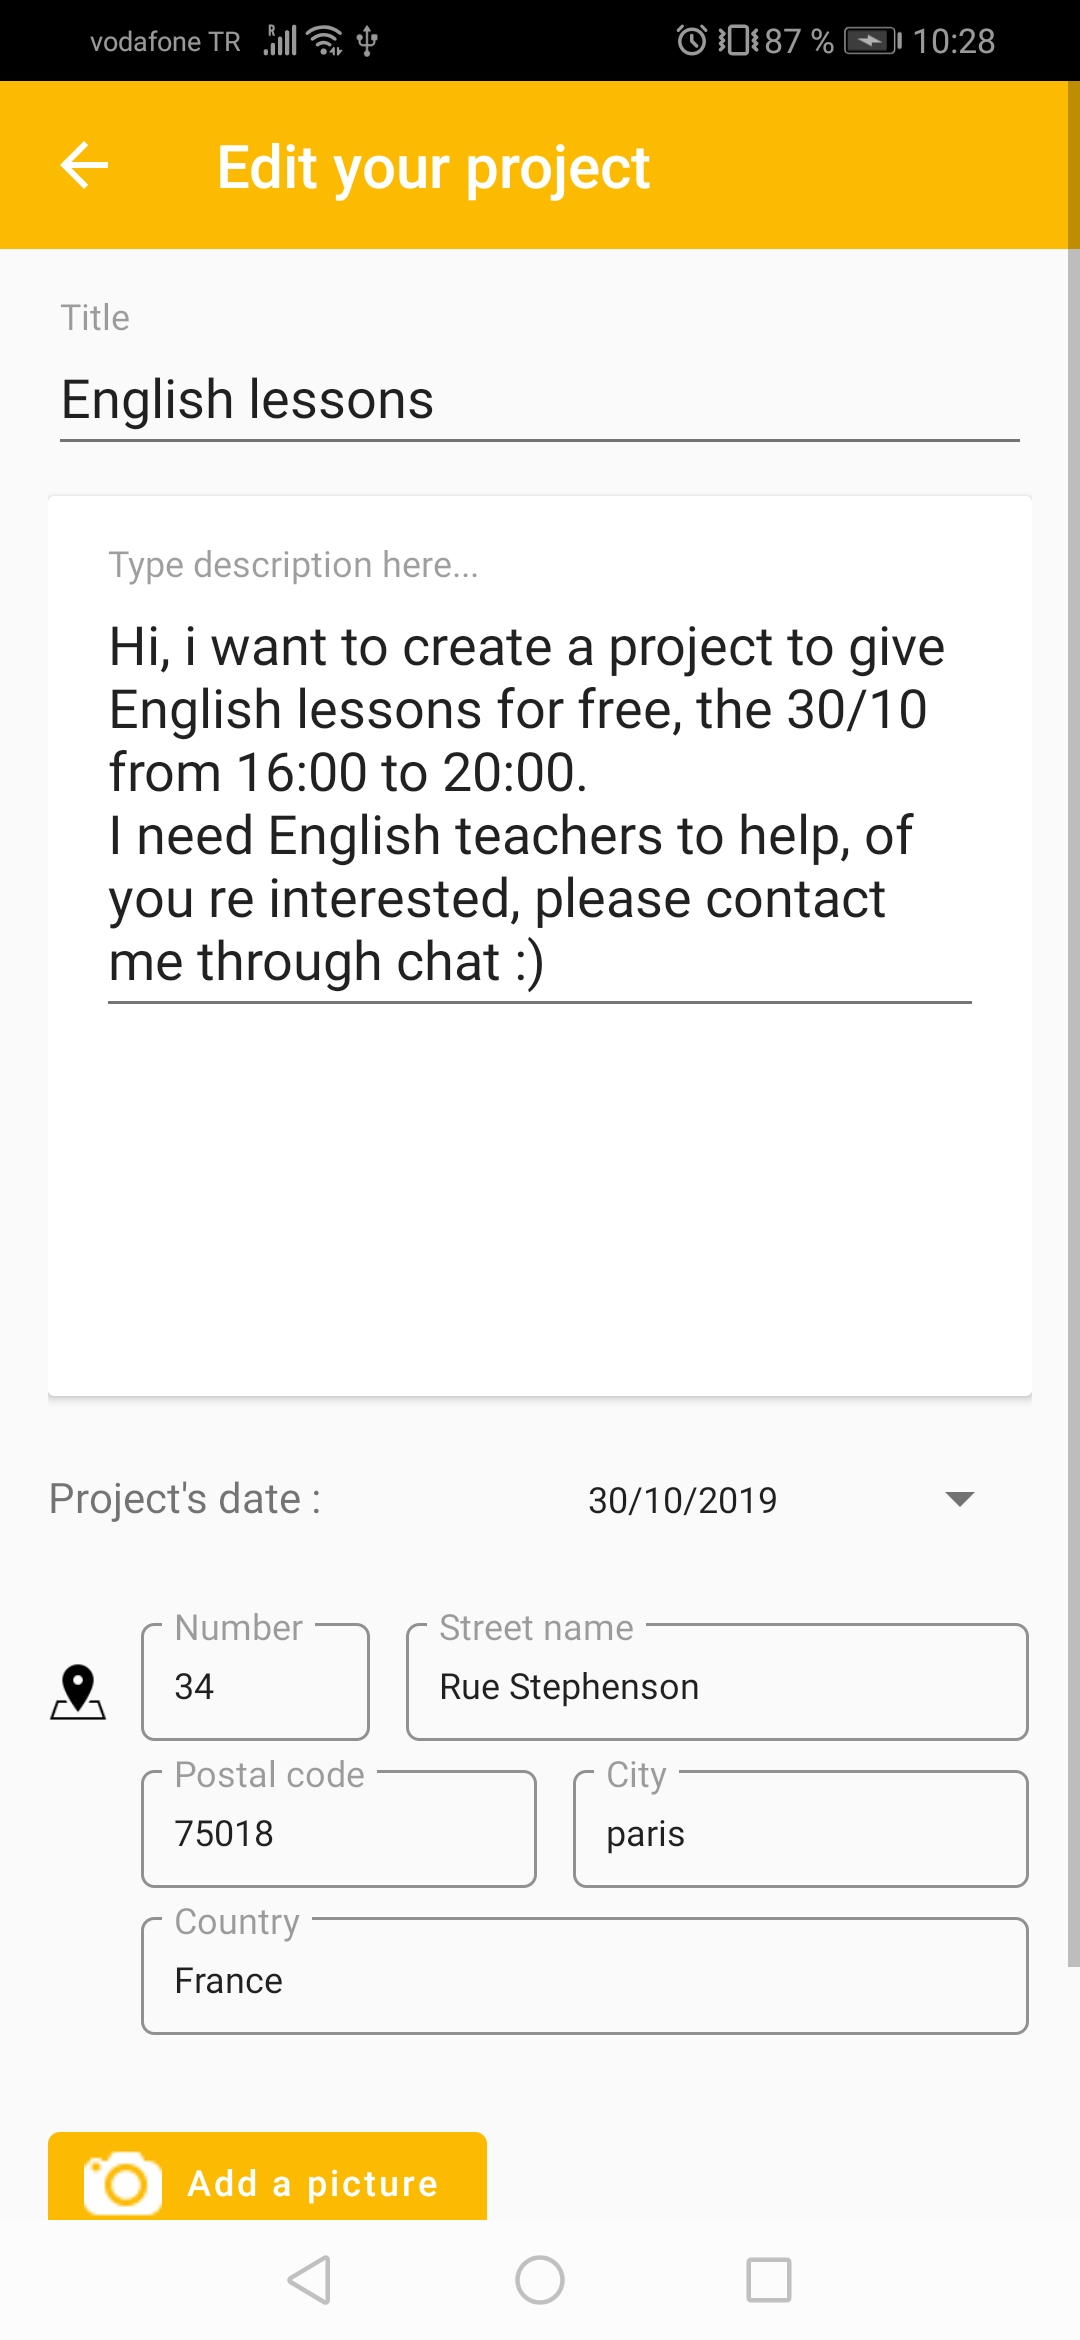 vodafone TR 87 % 10:28
Edit your project
Title
English lessons
Type description here...
Hi, i want to create a project to give
English lessons for free, the 30/10
from 16:00 to 20:00.
I need English teachers to help, of
you re interested, please contact
me through chat :)
Project's date : 30/10/2019
Number Street name
34 Rue Stephenson
Postal code City
75018 paris
Country
France
Add a picture